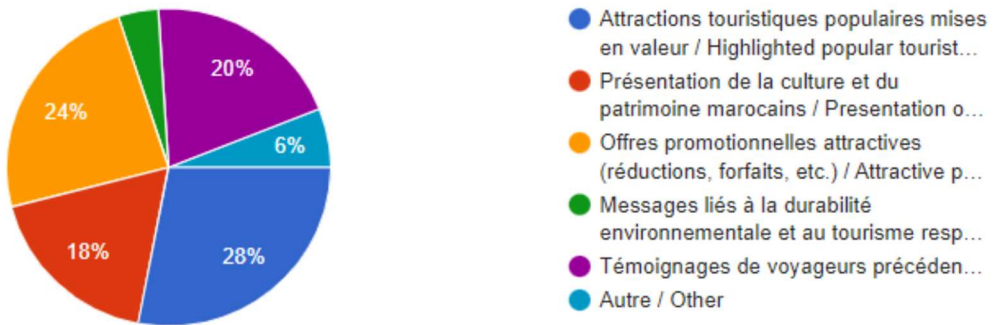 20%
24%
6%
18%
28%
Attractions touristiques populaires mises
en valeur / Highlighted popular tourist...
Présentation de la culture et du
patrimoine marocains / Presentation o...
Offres promotionnelles attractives
(réductions, forfaits, etc.) / Attractive p...
Messages liés à la durabilité
environnementale et au tourisme resp...
Témoignages de voyageurs précéden...
Autre / Other